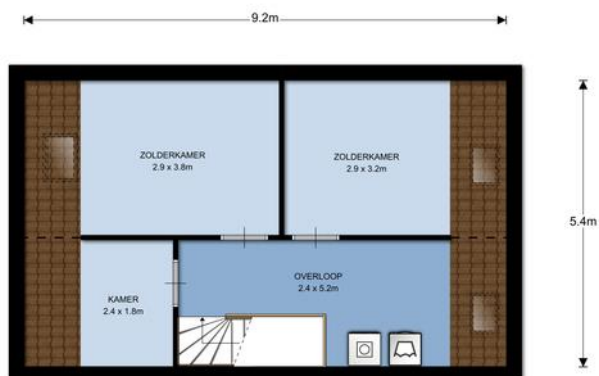 9.2m
ZOLDERKAMER
2.9 x 3.8m
ZOLDERKAMER
2.9 x 3.2m
5.4m
OVERLOOP
2.4 x 5.2m
KAMER
2.4 x 1.8m